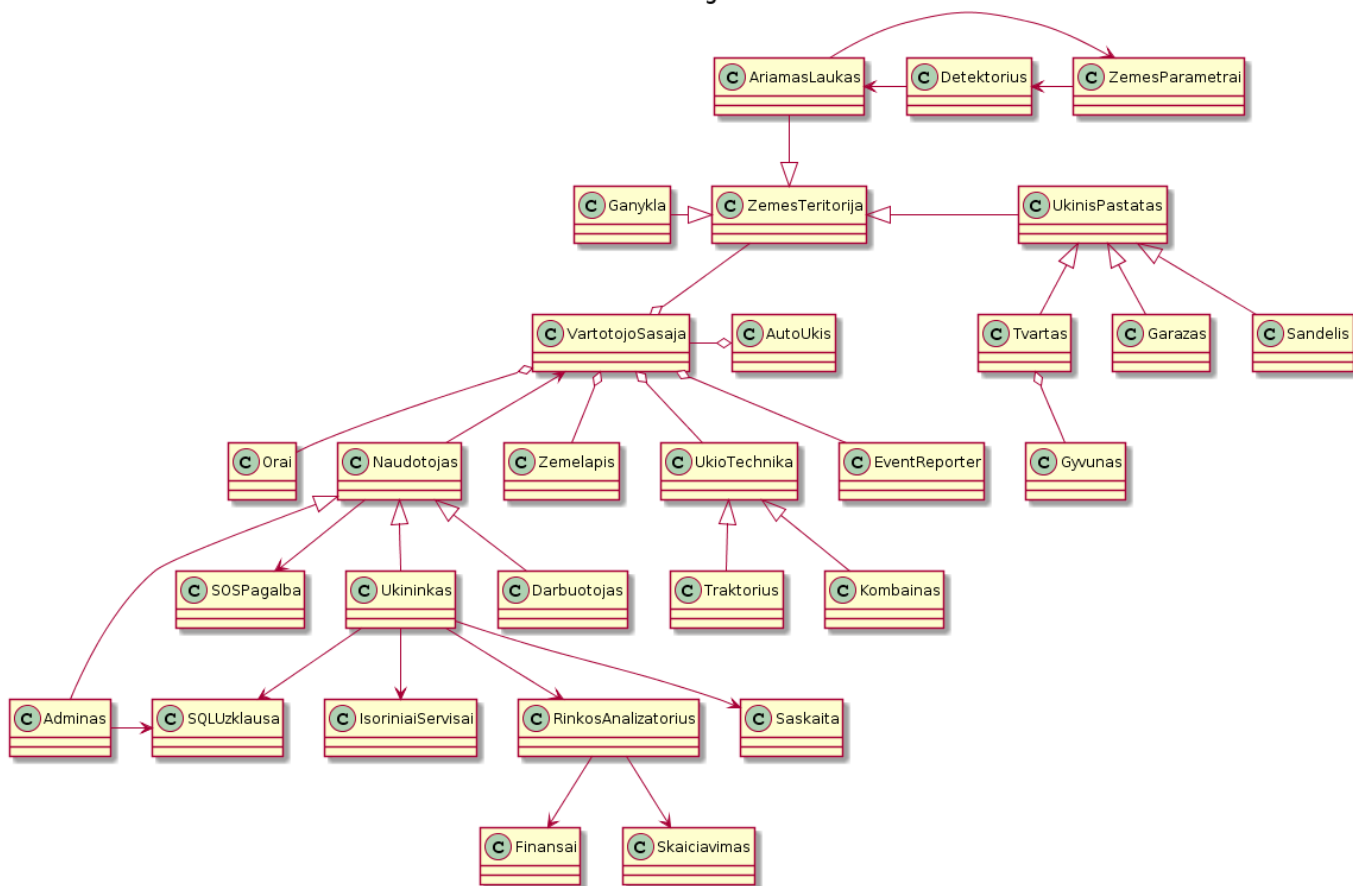 C AriamasLaukas
C Detektorius
C ZemesParametrai
C Ganykla
C ZemesTeritorija
C UkinisPastatas
C VartotojoSasaja
C AutoUkis
C Tvartas
C Garazas
C Sandelis
C Orai
C Naudotojas
C Zemelapis
C UkioTechnika
C EventReporter
C Gyvunas
C SOSPagalba
C Ukininkas
C Darbuotojas
C Traktorius
C Kombainas
C Adminas
C SQLUzklausa
C IsoriniaiServisai
C RinkosAnalizatorius
C Saskaita
C Finansai
C Skaiciavimas